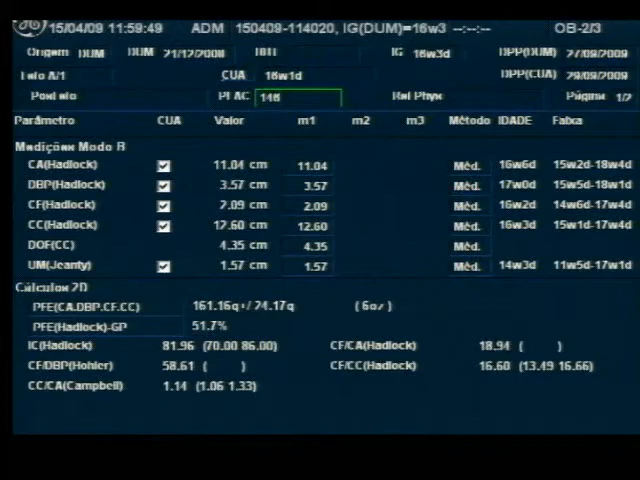 15/04/09 11:59:49 ADM 150409-114020, IG(DUM)=16w3 --:--:-- OB-2/3
Origem DUM DUM 21/12/2008 IG 16w3d DPP(DUM) 27/09/2009
Feto A/1 CUA 16w1d DPP(CUA) 29/09/2009
Pos Feto PF AC 146 Ref Phys Página 1/2
Parâmetro CUA Valor m1 m2 m3 Método IDADE Faixa
Medições Modo B
CA(Hadlock) 11.04 cm 11.04 Méd. 16w6d 15w2d-18w4d
DBP(Hadlock) 3.57 cm 3.57 Méd. 17w0d 15w5d-18w1d
CF(Hadlock) 2.09 cm 2.09 Méd. 16w2d 14w6d-17w4d
CC(Hadlock) 12.60 cm 12.60 Méd. 16w3d 15w1d-17w4d
DOF(CC) 4.35 cm 4.35 Méd.
UM(Jeanty) 1.57 cm 1.57 Méd. 14w3d 11w5d-17w1d
Cálculos 2D
PFE(CA,DBP,CF,CC) 161.16g+/24.17g (6oz)
PFE(Hadlock)-GP 51.7%
IC(Hadlock) 81.96 (70.00 86.00) CF/CA(Hadlock) 18.94 ( )
CF/DBP(Hohler) 58.61 ( ) CF/CC(Hadlock) 16.60 (13.49 16.66)
CC/CA(Campbell) 1.14 (1.06 1.33)